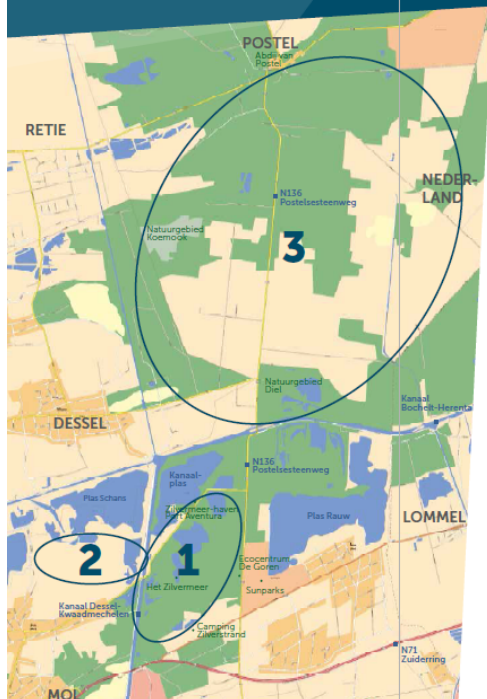 POSTEL
Abdij van
Postel
RETIE
NEDER-
LAND
N136
Postelsesteenweg
Natuurgebied
Koemook
3
Natuurgebied
Diel
Kanaal
Bocholt-Herenta
DESSEL
N136
Postelsesteenweg
Kanaal-
plas
Plas Schans
Zilvermeer-haven
Port Aventura
Plas Rauw
LOMMEL
2
1
Ecocentrum
De Goren
Het Zilvermeer
Sunparks
Kanaal Dessel-
Kwaadmechelen
Camping
Zilverstrand
N71
Zuiderring
MOL